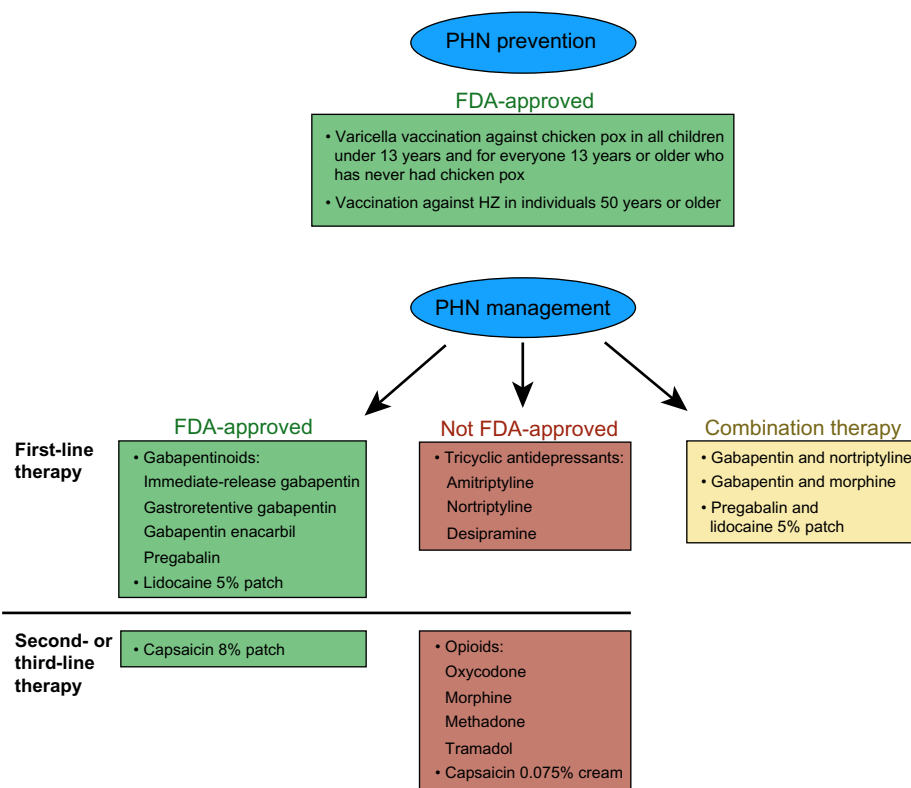 PHN prevention
FDA-approved
• Varicella vaccination against chicken pox in all children
under 13 years and for everyone 13 years or older who
has never had chicken pox
• Vaccination against HZ in individuals 50 years or older
PHN management
First-line
therapy
FDA-approved
• Gabapentinoids:
Immediate-release gabapentin
Gastroretentive gabapentin
Gabapentin enacarbil
Pregabalin
• Lidocaine 5% patch
Not FDA-approved
• Tricyclic antidepressants:
Amitriptyline
Nortriptyline
Desipramine
Combination therapy
• Gabapentin and nortriptyline
• Gabapentin and morphine
• Pregabalin and
lidocaine 5% patch
Second- or
third-line
therapy
• Capsaicin 8% patch
• Opioids:
Oxycodone
Morphine
Methadone
Tramadol
• Capsaicin 0.075% cream